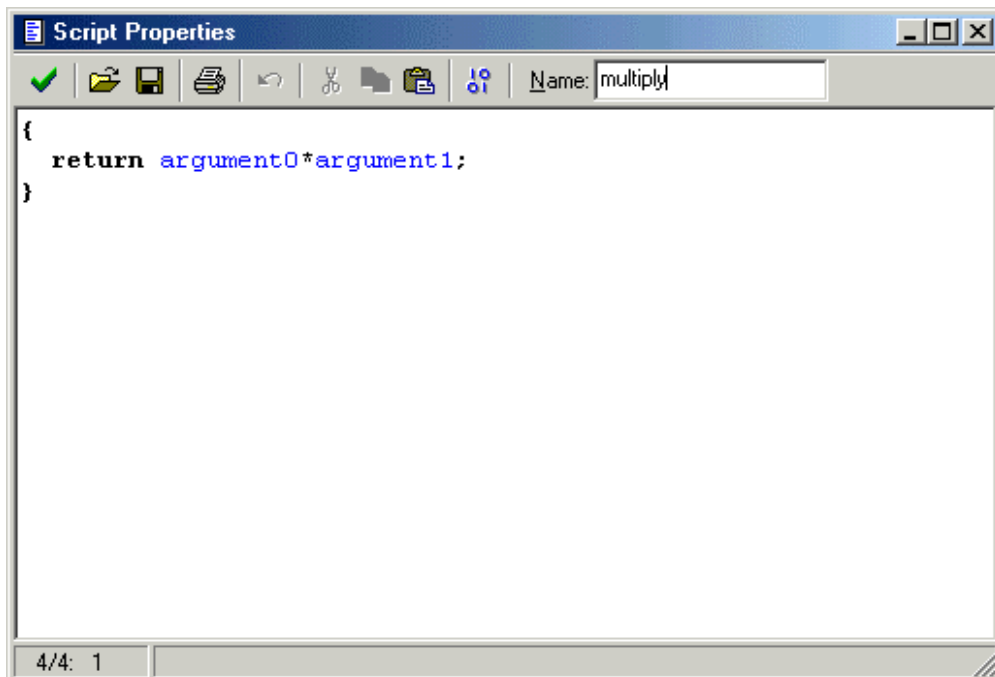 Script Properties
Name: multiply
{
return argument0*argument1;
}
4/4: 1